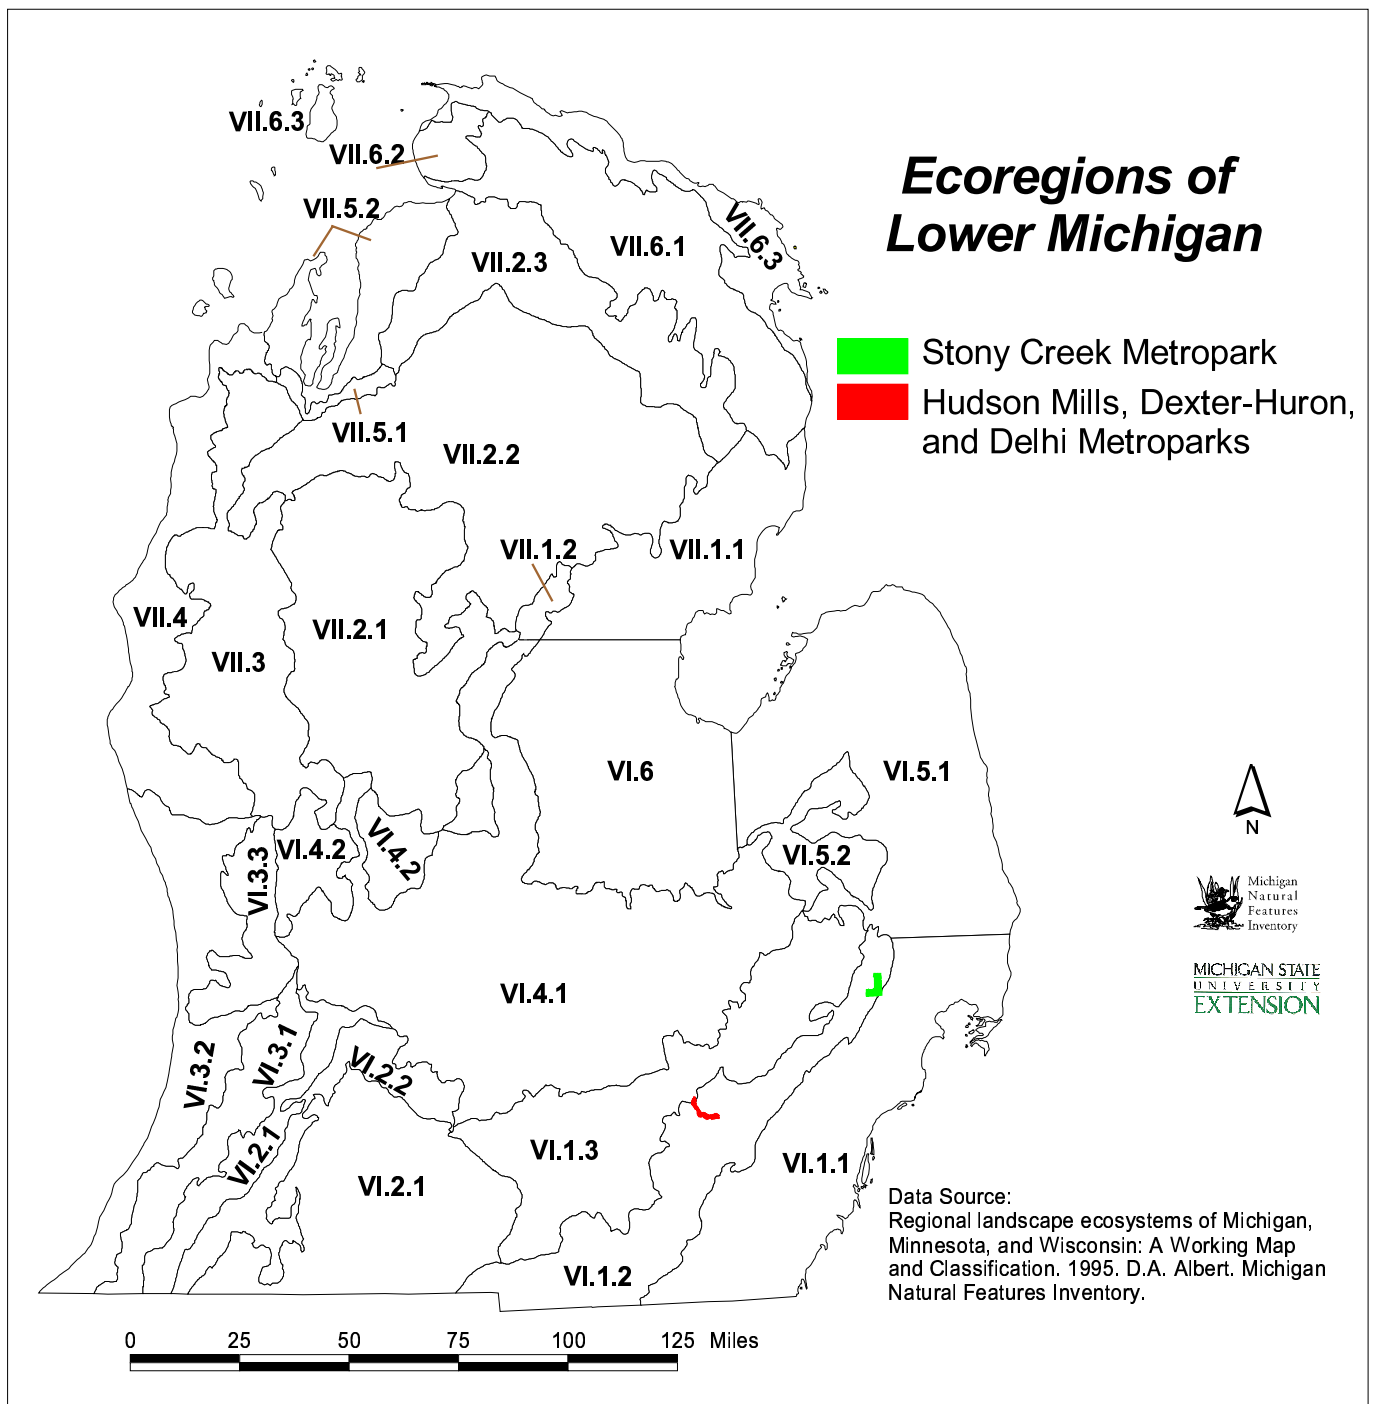 Ecoregions of
Lower Michigan
Stony Creek Metropark
Hudson Mills, Dexter-Huron,
and Delhi Metroparks
VII.6.3
VII.6.2
VII.5.2
VII.2.3
VII.6.1
VII.6.3
VII.5.1
VII.2.2
VII.1.2
VII.1.1
VII.4
VII.3
VII.2.1
VI.6
VI.5.1
VI.3.3
VI.4.2
VI.4.2
VI.5.2
VI.4.1
VI.3.2
VI.3.1
VI.2.2
VI.2.1
VI.2.1
VI.1.3
VI.1.1
VI.1.2
N
Michigan
Natural
Features
Inventory
MICHIGAN STATE
UNIVERSITY
EXTENSION
Data Source:
Regional landscape ecosystems of Michigan,
Minnesota, and Wisconsin: A Working Map
and Classification. 1995. D.A. Albert. Michigan
Natural Features Inventory.
0 25 50 75 100 125 Miles